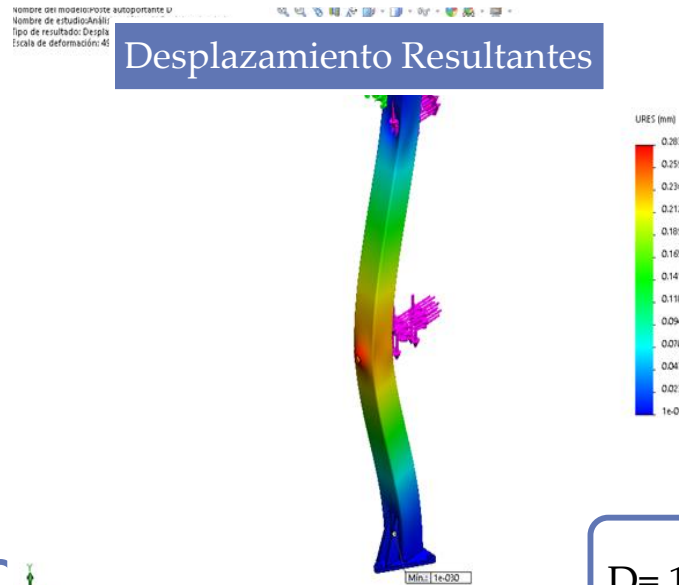 Nombre del modelo:Poste autoportante D
Nombre de estudio:Anális
Tipo de resultado: Despla
Escala de deformación: 49
Desplazamiento Resultantes
URES (mm)
0.28
0.25
0.23
0.21
0.18
0.16
0.14
0.11
0.09
0.07
0.04
0.02
1e-0
Mín.: 1e-030
Y
D= 1